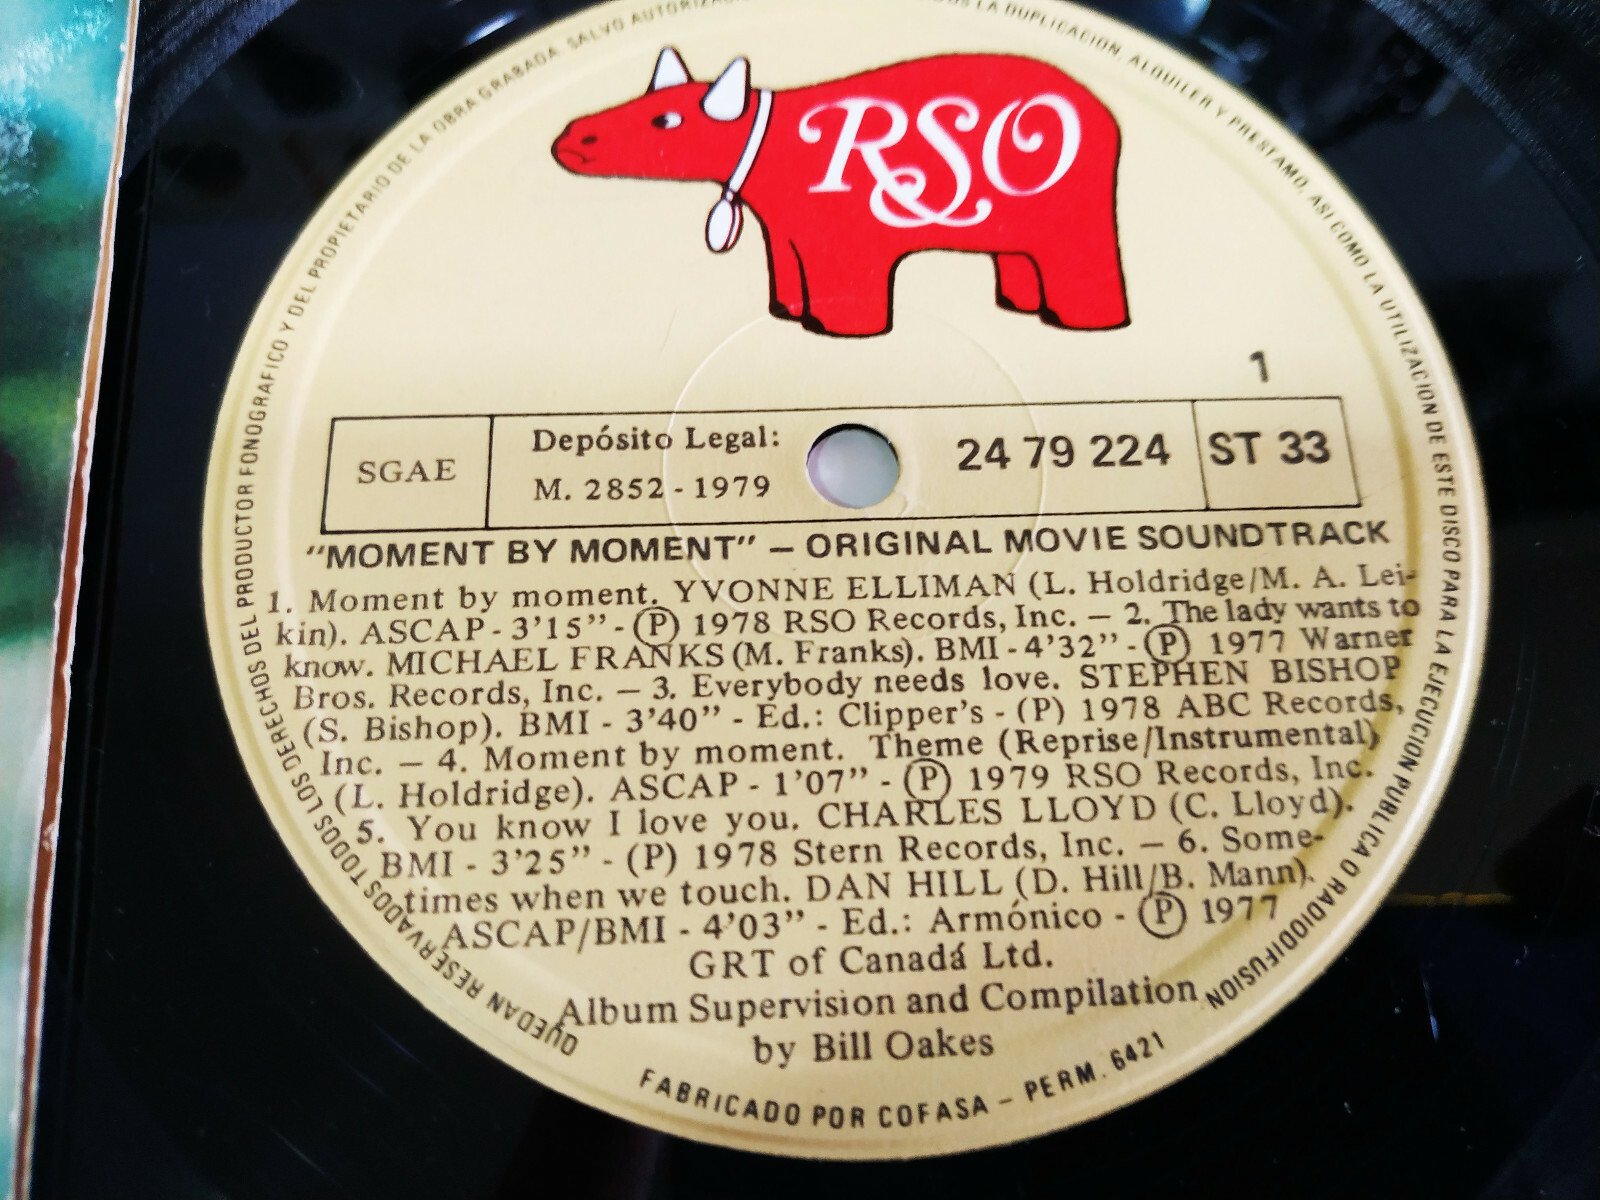 RSO
1
SGAE
Depósito Legal:
M. 2852 - 1979
24 79 224
ST 33
"MOMENT BY MOMENT" – ORIGINAL MOVIE SOUNDTRACK
1. Moment by moment. YVONNE ELLIMAN (L. Holdridge/M. A. Lei-
kin). ASCAP - 3'15" - Ⓟ 1978 RSO Records, Inc. – 2. The lady wants to
know. MICHAEL FRANKS (M. Franks). BMI - 4'32" - Ⓟ 1977 Warner
Bros. Records, Inc. – 3. Everybody needs love. STEPHEN BISHOP
(S. Bishop). BMI - 3'40" - Ed.: Clipper's - (P) 1978 ABC Records,
Inc. – 4. Moment by moment. Theme (Reprise/Instrumental)
(L. Holdridge). ASCAP - 1'07" - Ⓟ 1979 RSO Records, Inc.
5. You know I love you. CHARLES LLOYD (C. Lloyd).
BMI - 3'25" - (P) 1978 Stern Records, Inc. – 6. Some-
times when we touch. DAN HILL (D. Hill/B. Mann).
ASCAP/BMI - 4'03" - Ed.: Armónico - Ⓟ 1977
GRT of Canadá Ltd.
Album Supervision and Compilation
by Bill Oakes
QUEDAN RESERVADOS TODOS LOS DERECHOS DEL PRODUCTOR FONOGRAFICO Y DEL PROPIETARIO DE LA OBRA GRABADA. SALVO LA DUPLICACION, ALQUILER Y PRESTAMO, ASI COMO LA UTILIZACION DE ESTE DISCO PARA LA EJECUCION PUBLICA O RADIODIFUSION
FABRICADO POR COFASA – PERM. 6421